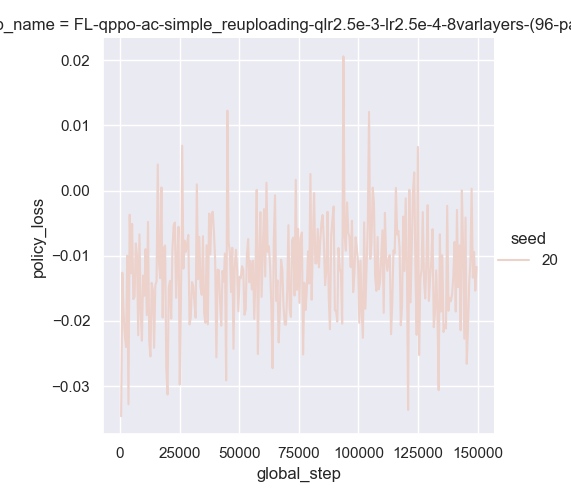 o_name = FL-qppo-ac-simple_reuploading-qlr2.5e-3-lr2.5e-4-8varlayers-(96-pa
0.02
0.01
0.00
−0.01
−0.02
−0.03
policy_loss
0 25000 50000 75000 100000 125000 150000
global_step
seed
20